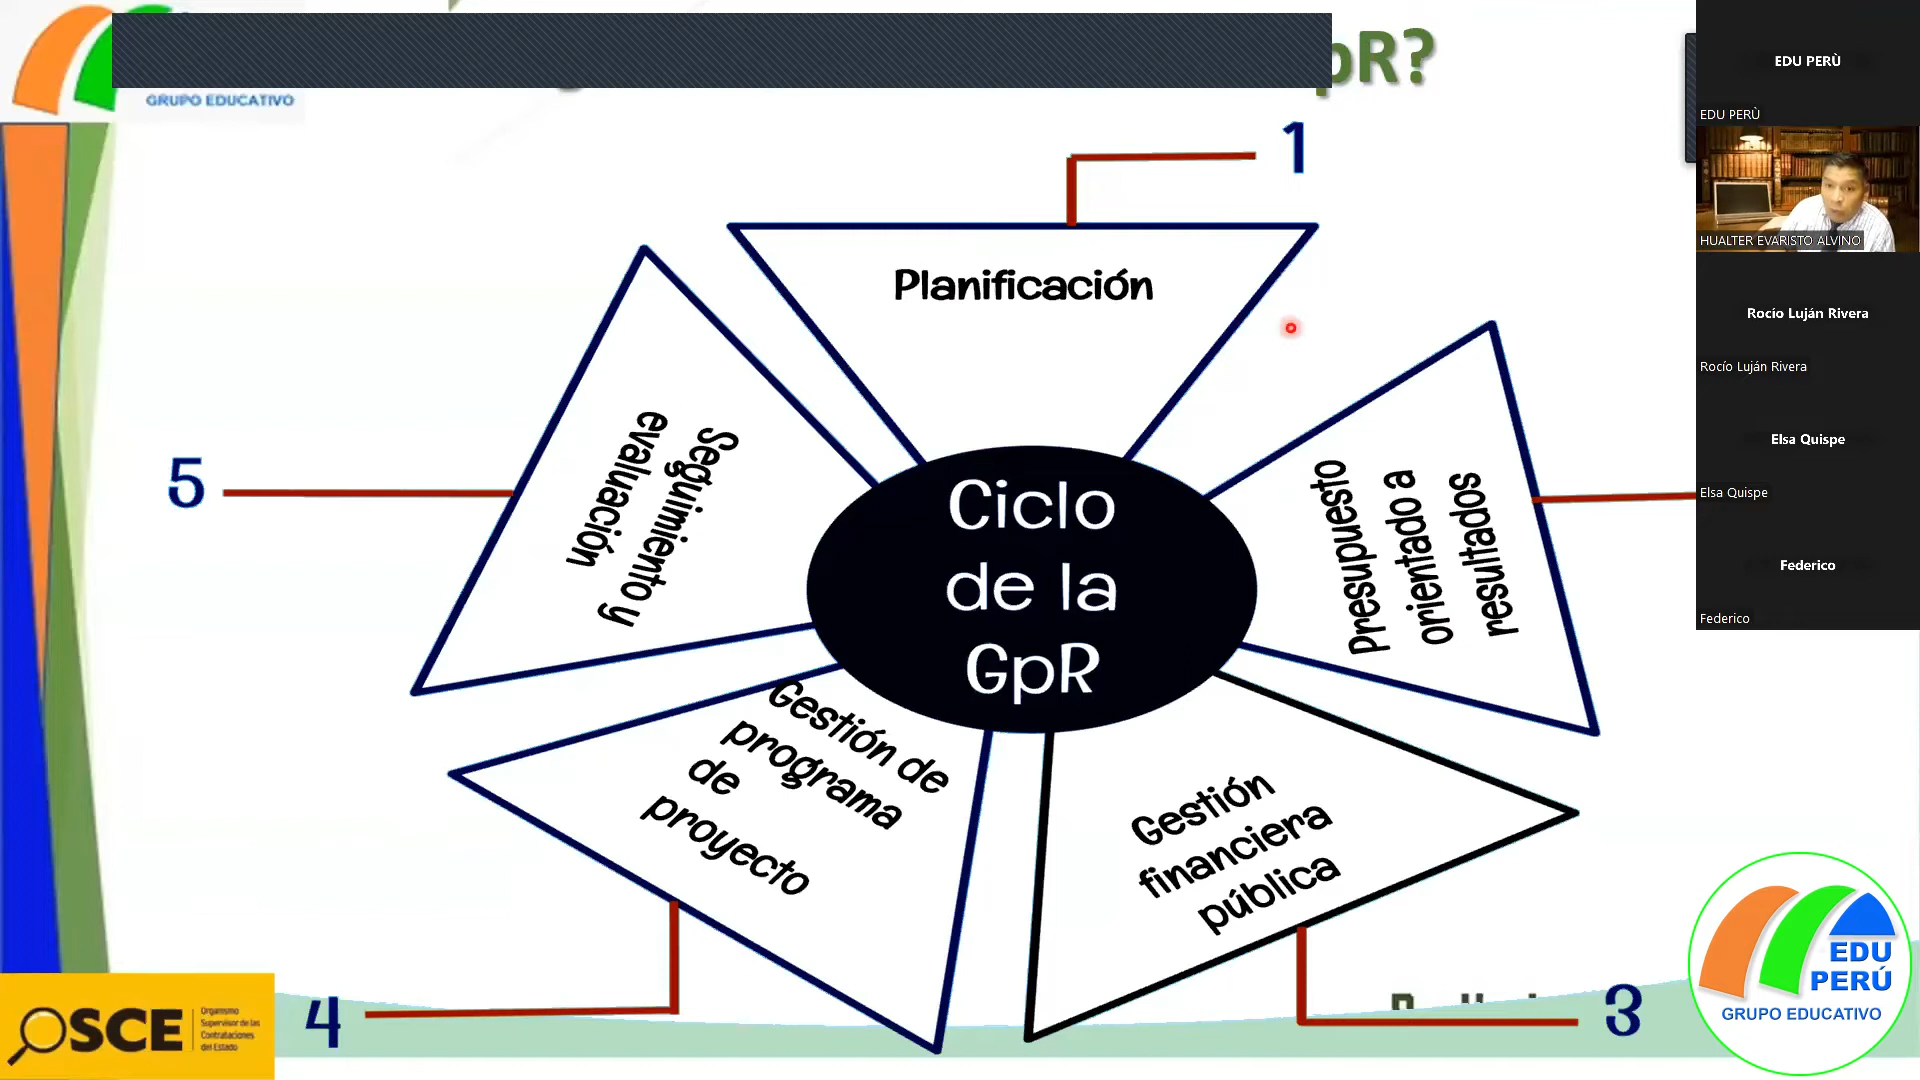 pR?
GRUPO EDUCATIVO
1
Planificación
Presupuesto
orientado a
resultados
Ciclo
de la
GpR
Seguimiento y
evaluación
5
Gestión de
programa
de
proyecto
Gestión
financiera
pública
4
3
OSCE
Organismo
Supervisor de las
Contrataciones
del Estado
EDU
PERÚ
GRUPO EDUCATIVO
EDU PERÙ
EDU PERÙ
HUALTER EVARISTO ALVINO
Rocío Luján Rivera
Rocío Luján Rivera
Elsa Quispe
Elsa Quispe
Federico
Federico